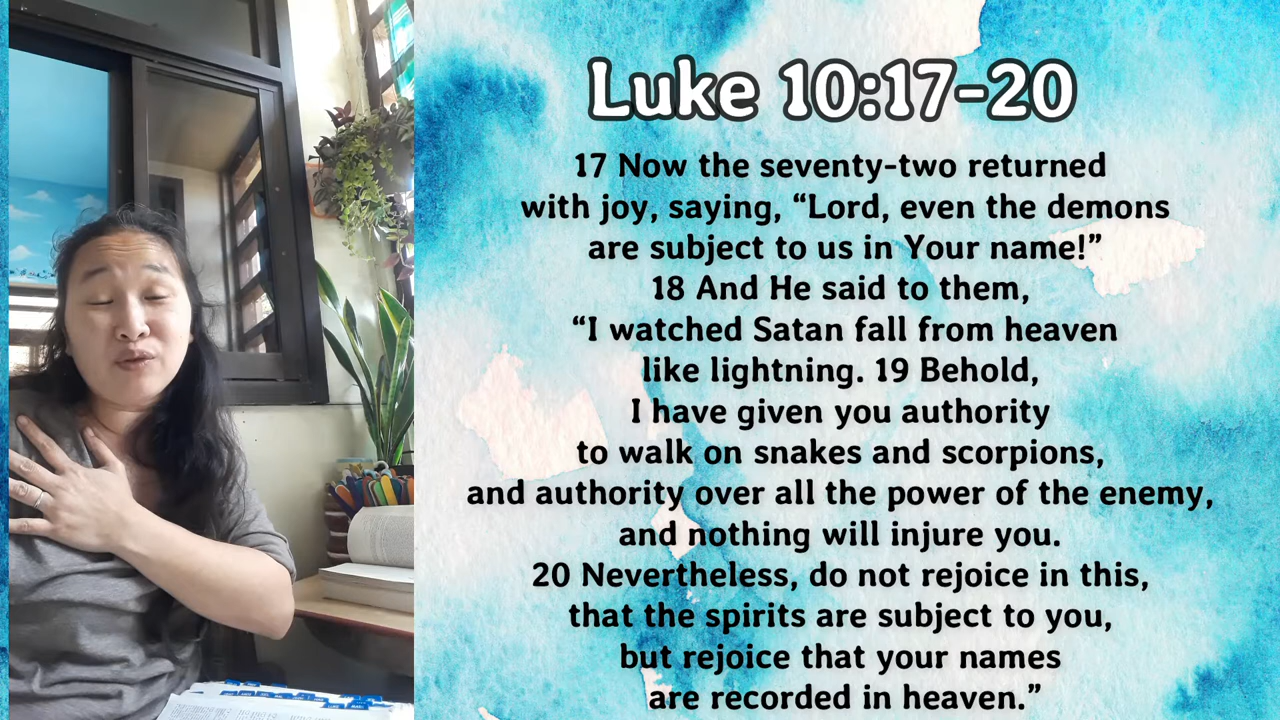 Luke 10:17-20
17 Now the seventy-two returned
with joy, saying, “Lord, even the demons
are subject to us in Your name!”
18 And He said to them,
“I watched Satan fall from heaven
like lightning. 19 Behold,
I have given you authority
to walk on snakes and scorpions,
and authority over all the power of the enemy,
and nothing will injure you.
20 Nevertheless, do not rejoice in this,
that the spirits are subject to you,
but rejoice that your names
are recorded in heaven.”